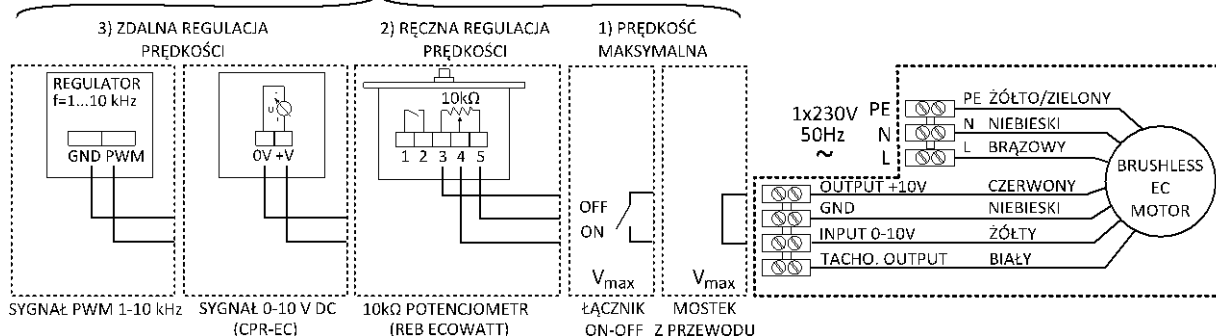 3) ZDALNA REGULACJA
PRĘDKOŚCI
2) RĘCZNA REGULACJA
PRĘDKOŚCI
1) PRĘDKOŚĆ
MAKSYMALNA
REGULATOR
f=1...10 kHz
GND PWM
U
0V +V
10kΩ
1 2 3 4 5
OFF
ON
Vmax
Vmax
SYGNAŁ PWM 1-10 kHz
SYGNAŁ 0-10 V DC
(CPR-EC)
10kΩ POTENCJOMETR
(REB ECOWATT)
ŁĄCZNIK
ON-OFF
MOSTEK
Z PRZEWODU
1x230V
50Hz
~
PE
N
L
PE ŻÓŁTO/ZIELONY
N NIEBIESKI
L BRĄZOWY
OUTPUT +10V CZERWONY
GND NIEBIESKI
INPUT 0-10V ŻÓŁTY
TACHO. OUTPUT BIAŁY
BRUSHLESS
EC
MOTOR